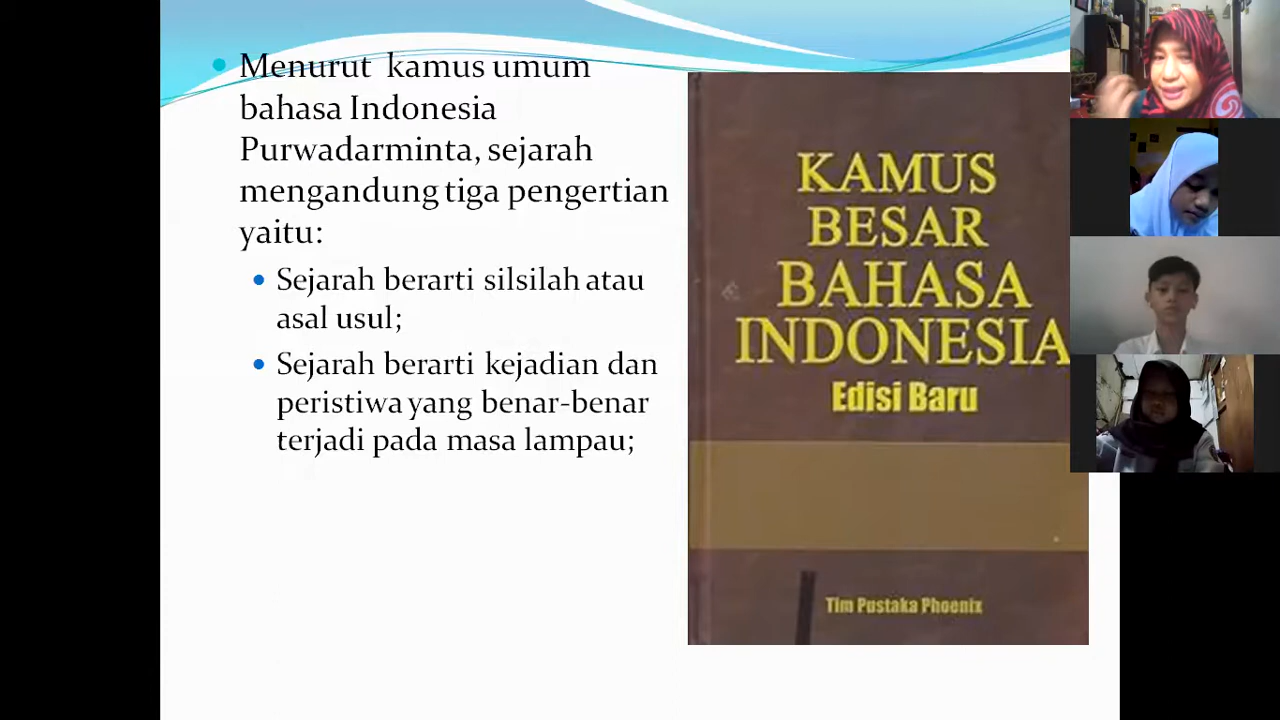 Menurut kamus umum
bahasa Indonesia
Purwadarminta, sejarah
mengandung tiga pengertian
yaitu:
Sejarah berarti silsilah atau
asal usul;
Sejarah berarti kejadian dan
peristiwa yang benar-benar
terjadi pada masa lampau;
KAMUS
BESAR
BAHASA
INDONESIA
Edisi Baru
Tim Pustaka Phoenix